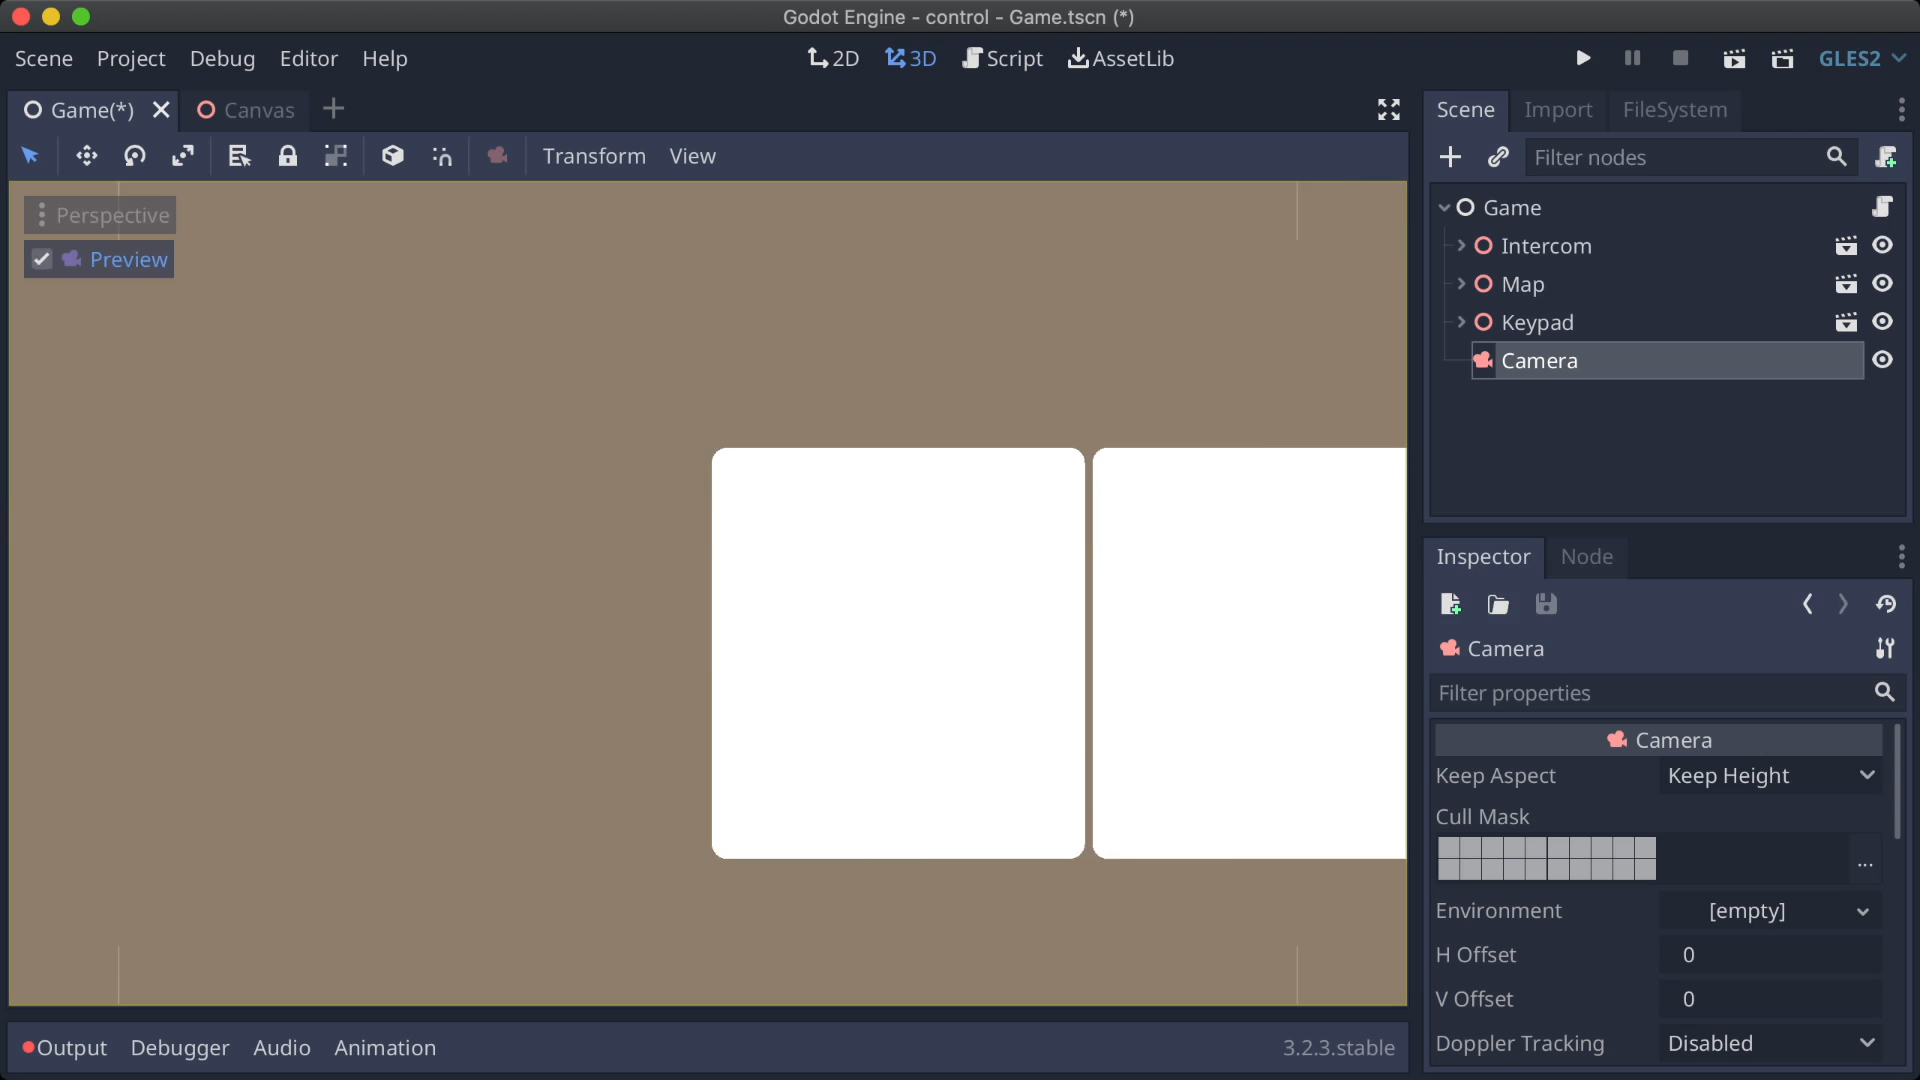 Godot Engine - control - Game.tscn (*)
Scene Project Debug Editor Help
2D 3D Script AssetLib
GLES2
Game(*) Canvas
Transform View
Perspective
Preview
Output Debugger Audio Animation
3.2.3.stable
Scene Import FileSystem
Filter nodes
Game
Intercom
Map
Keypad
Camera
Inspector Node
Camera
Filter properties
Camera
Keep Aspect Keep Height
Cull Mask
...
Environment [empty]
H Offset 0
V Offset 0
Doppler Tracking Disabled